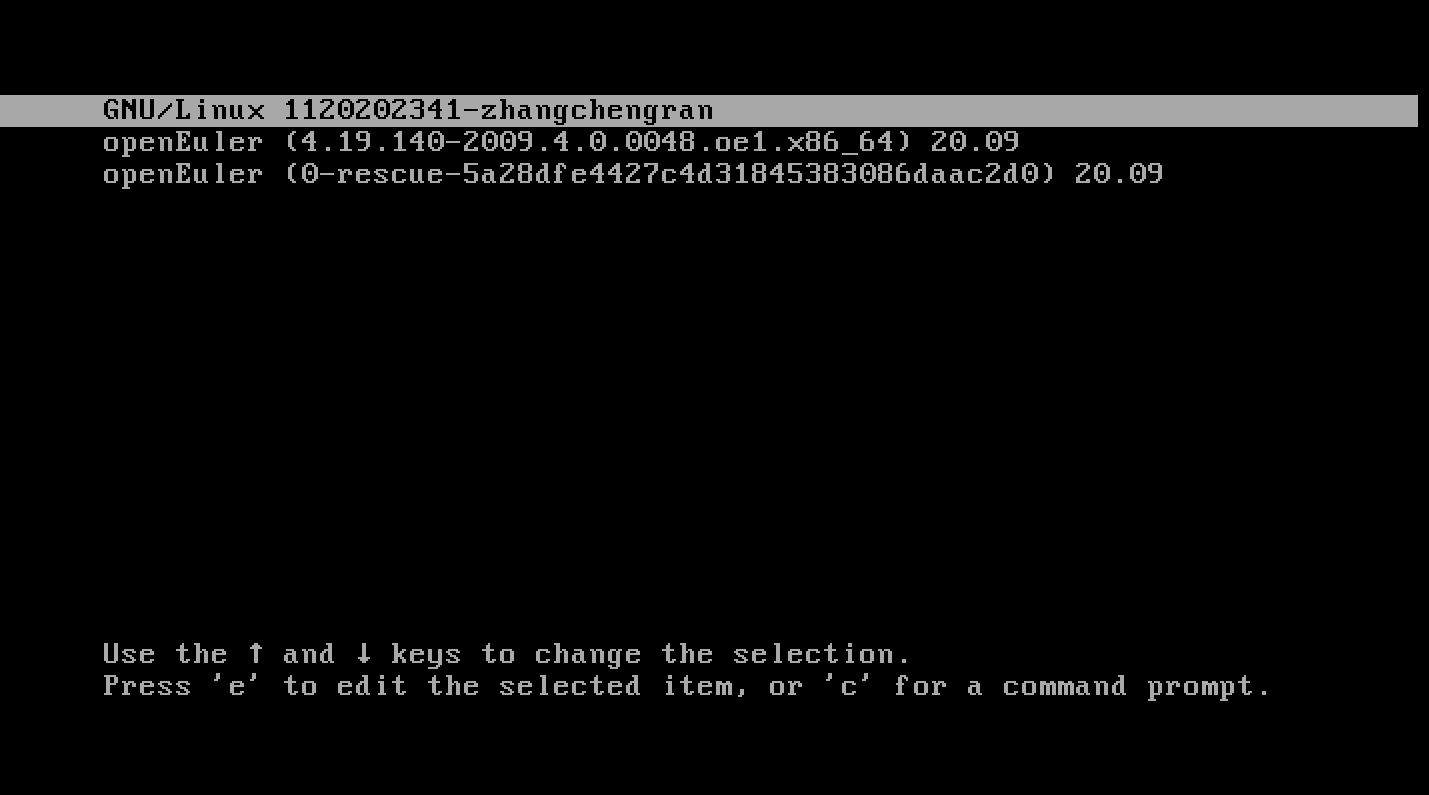 GNU/Linux 1120202341-zhangchengran
openEuler (4.19.140-2009.4.0.0048.oe1.x86_64) 20.09
openEuler (0-rescue-5a28dfe4427c4d31845383086daac2d0) 20.09
Use the ↑ and ↓ keys to change the selection.
Press 'e' to edit the selected item, or 'c' for a command prompt.